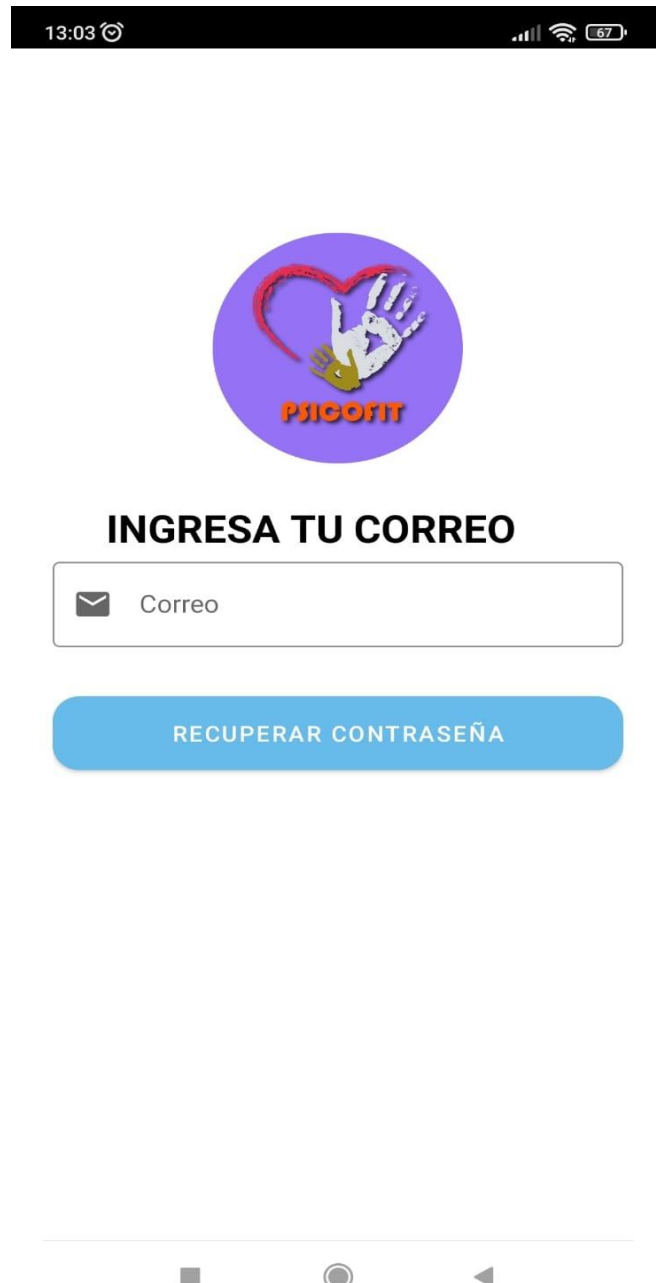 13:03
67
PSICOFIT
INGRESA TU CORREO
Correo
RECUPERAR CONTRASEÑA